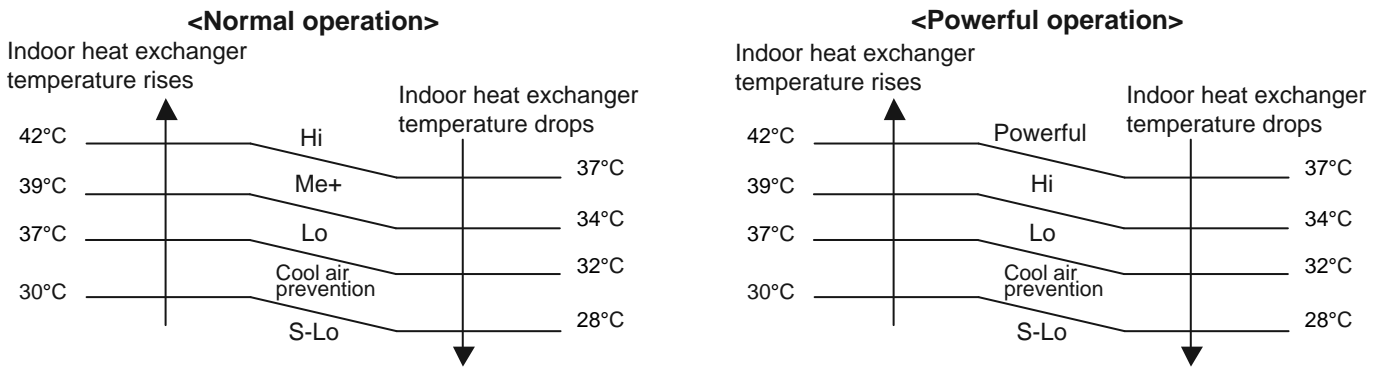 <Normal operation>
Indoor heat exchanger
temperature rises
Indoor heat exchanger
temperature drops
42°C
Hi
37°C
39°C
Me+
34°C
37°C
Lo
32°C
Cool air
prevention
30°C
28°C
S-Lo
<Powerful operation>
Indoor heat exchanger
temperature rises
Indoor heat exchanger
temperature drops
42°C
Powerful
37°C
39°C
Hi
34°C
37°C
Lo
32°C
Cool air
prevention
30°C
28°C
S-Lo